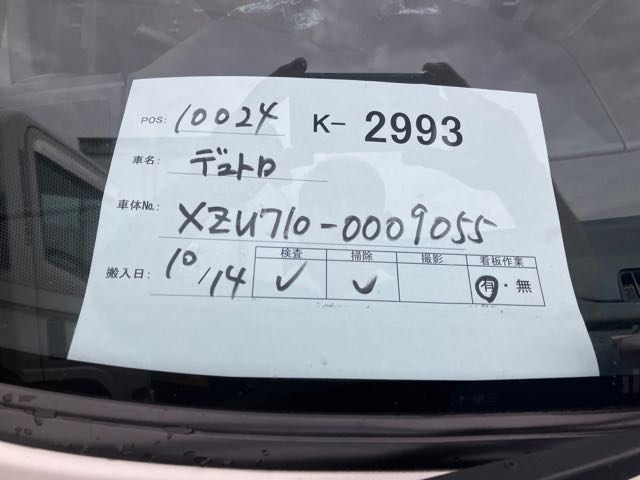 POS: 10024 K- 2993
車名: デュトロ
車体No.: XZU710-0009055
検査 掃除 撮影 看板作業
搬入日: 10/14 ✓ ✓ 有・無